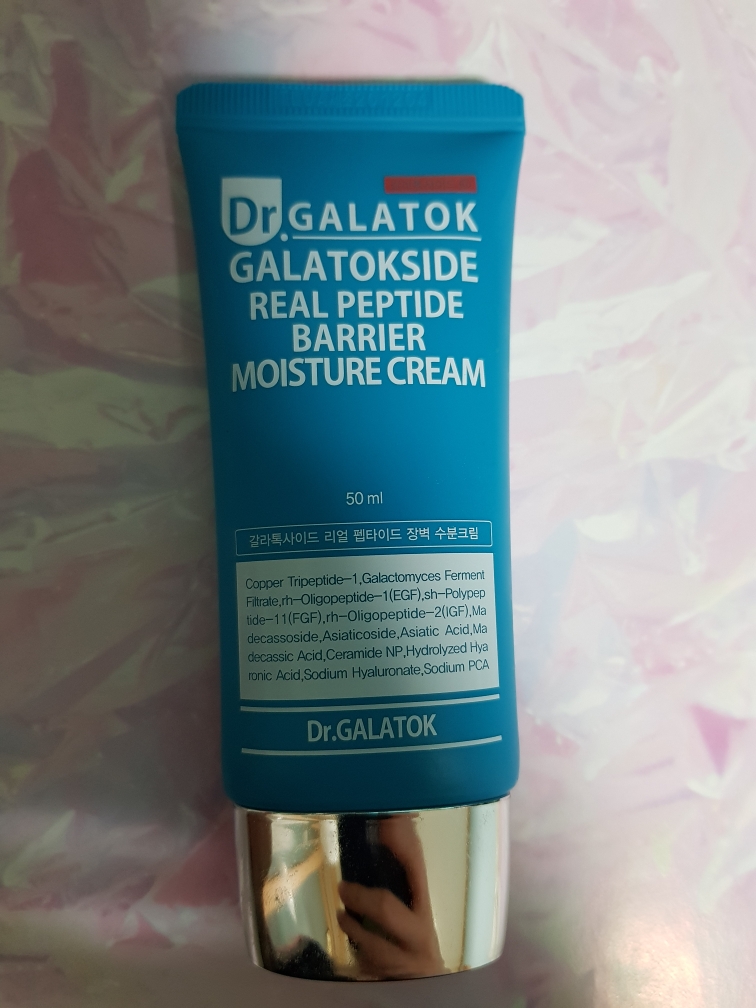 Dr.GALATOK
GALATOKSIDE
REAL PEPTIDE
BARRIER
MOISTURE CREAM
50 ml
갈라톡사이드 리얼 펩타이드 장벽 수분크림
Copper Tripeptide-1,Galactomyces Ferment
Filtrate,rh-Oligopeptide-1(EGF),sh-Polypep
tide-11(FGF),rh-Oligopeptide-2(IGF),Ma
decassoside,Asiaticoside,Asiatic Acid,Ma
decassic Acid,Ceramide NP,Hydrolyzed Hya
ronic Acid,Sodium Hyaluronate,Sodium PCA
Dr.GALATOK